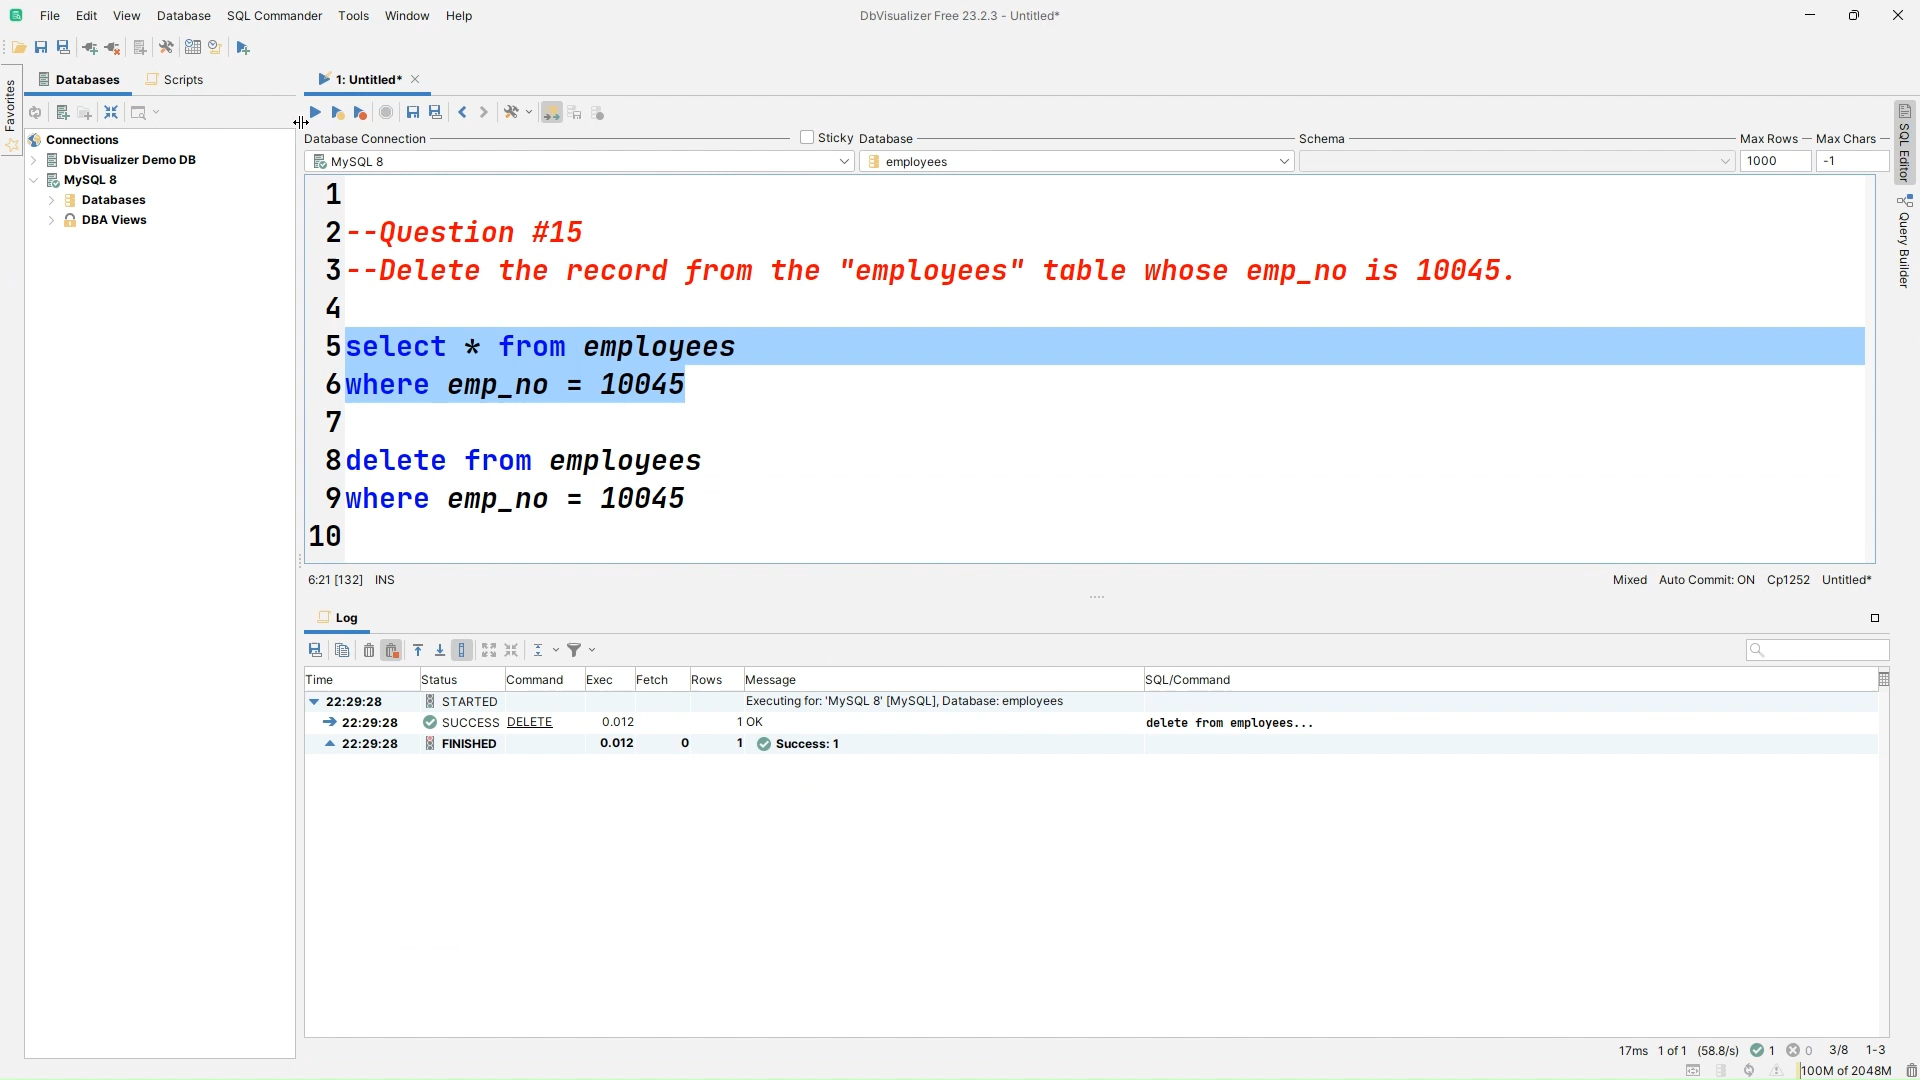 File Edit View Database SQL Commander Tools Window Help DbVisualizer Free 23.2.3 - Untitled*
Databases Scripts 1: Untitled*
Favorites
Connections
DbVisualizer Demo DB
MySQL 8
Databases
DBA Views
Database Connection Sticky Database Schema Max Rows Max Chars
MySQL 8 employees 1000 -1
1
2 --Question #15
3 --Delete the record from the "employees" table whose emp_no is 10045.
4
5 select * from employees
6 where emp_no = 10045
7
8 delete from employees
9 where emp_no = 10045
10
SQL Editor
Query Builder
6:21 [132] INS Mixed Auto Commit: ON Cp1252 Untitled*
Log
Time Status Command Exec Fetch Rows Message SQL/Command
22:29:28 STARTED Executing for: 'MySQL 8' [MySQL], Database: employees
22:29:28 SUCCESS DELETE 0.012 1 OK delete from employees...
22:29:28 FINISHED 0.012 0 1 Success: 1
17ms 1 of 1 (58.8/s) 1 0 3/8 1-3
100M of 2048M